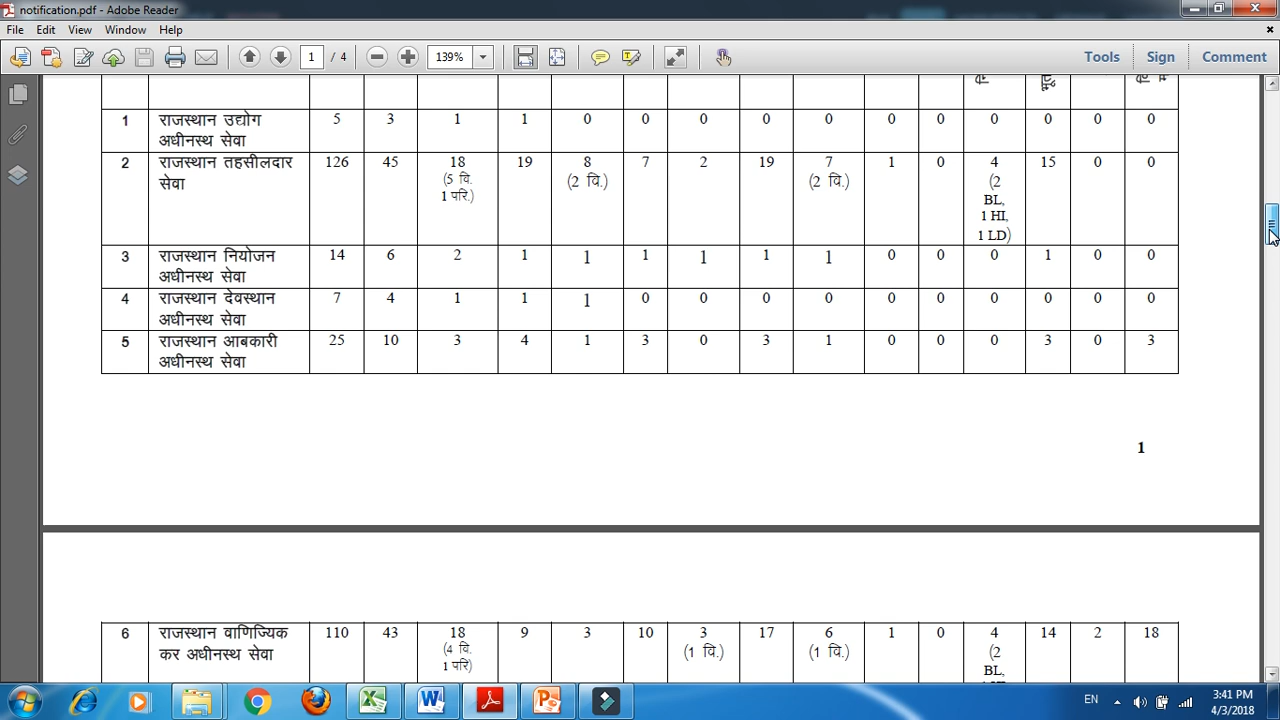 notification.pdf - Adobe Reader
File Edit View Window Help
1 / 4 139% Tools Sign Comment
1 राजस्थान उद्योग 5 3 1 1 0 0 0 0 0 0 0 0 0 0 0
अधीनस्थ सेवा
2 राजस्थान तहसीलदार 126 45 18 19 8 7 2 19 7 1 0 4 15 0 0
सेवा (5 वि. (2 वि.) (2 वि.) (2
1 परि.) BL,
1 HI,
1 LD)
3 राजस्थान नियोजन 14 6 2 1 1 1 1 1 1 0 0 0 1 0 0
अधीनस्थ सेवा
4 राजस्थान देवस्थान 7 4 1 1 1 0 0 0 0 0 0 0 0 0 0
अधीनस्थ सेवा
5 राजस्थान आबकारी 25 10 3 4 1 3 0 3 1 0 0 0 3 0 3
अधीनस्थ सेवा
1
6 राजस्थान वाणिज्यिक 110 43 18 9 3 10 3 17 6 1 0 4 14 2 18
कर अधीनस्थ सेवा (4 वि. (1 वि.) (1 वि.) (2
1 परि) BL,
EN 3:41 PM
4/3/2018